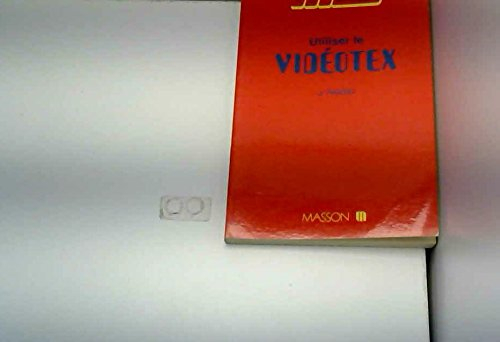 Utiliser le
VIDÉOTEX
MASSON